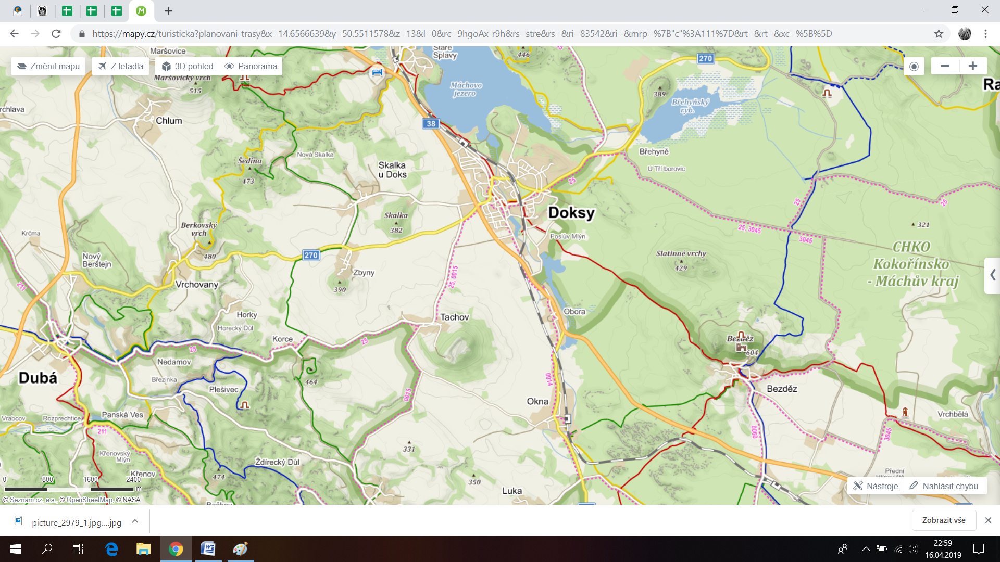 https://mapy.cz/turisticka?planovani-trasy&x=14.6566639&y=50.5511578&z=13&l=0&rc=9hgoAx-r9h&rs=stre&rs=&ri=83542&ri=&mrp=%7B"c"%3A111%7D&rt=&rt=&xc=%5B%5D
Maršovice
Staré
Splavy
446
270
Změnit mapu
Z letadla
3D pohled
Panorama
Maršovický vrch
515
Máchovo
jezero
389
Břehyňský
ryb.
Ra
rchlava
Chlum
38
Nová Skalka
Břehyně
Šedina
473
Skalka
u Doks
U Tří borovic
25
25
25
Skalka
382
Doksy
Berkovský
vrch
480
Krčma
Poslův Mlýn
25, 3045
3045
321
CHKO
Kokořínsko
- Máchův kraj
Nový
Berštejn
270
Slatinné vrchy
429
Zbyny
390
25, 0015
211
Vrchovany
Horky
Horecký Důl
Tachov
Obora
Korce
25
25
Bezděz
604
Nedamov
Dubá
Březinka
Plešivec
464
0015
0014
Bezděz
Okna
Vrabcov
Rozprechtice
Panská Ves
211
Vrchbělá
0600
3045
331
Křenovský
Mlýn
Ždírecký Důl
Křenov
474
350
Luka
Přední
0
800
1600
2400
m
Nástroje
Nahlásit chybu
© Seznam.cz, a.s., © OpenStreetMap, © NASA
picture_2979_1.jpg....jpg
Zobrazit vše
22:59
16.04.2019